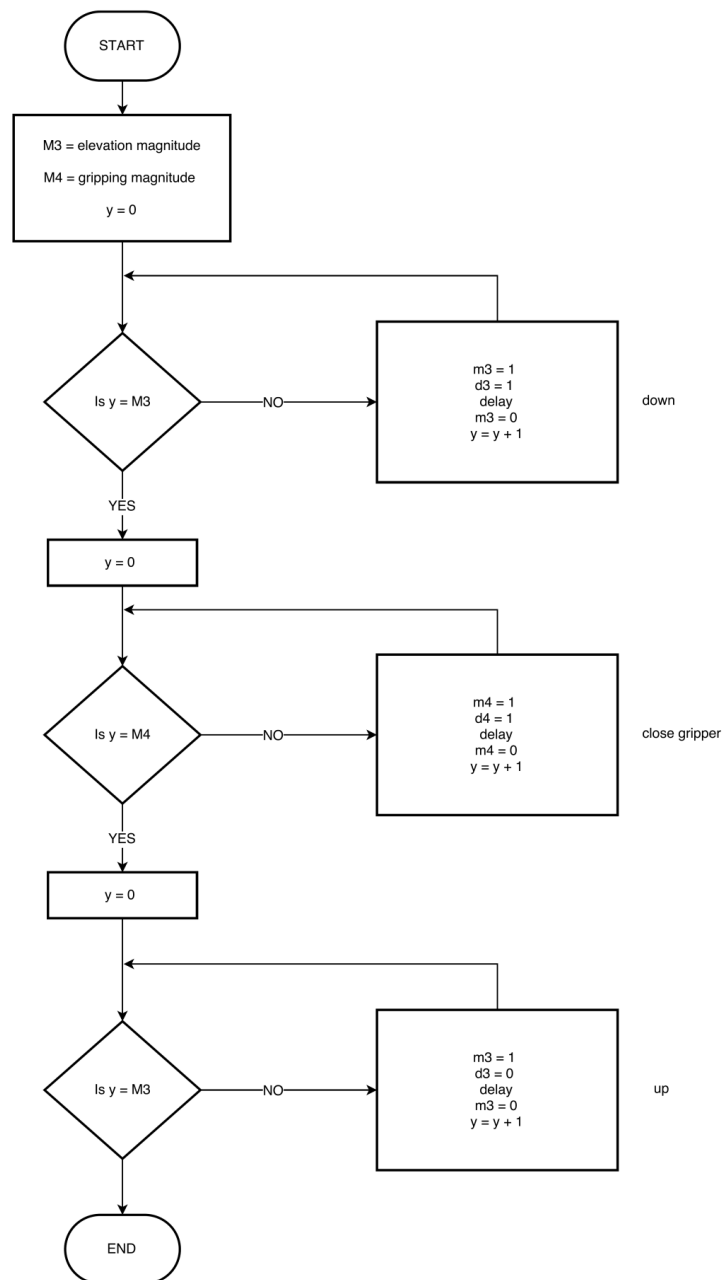 START
M3 = elevation magnitude
M4 = gripping magnitude
y = 0
Is y = M3
NO
m3 = 1
d3 = 1
delay
m3 = 0
y = y + 1
down
YES
y = 0
Is y = M4
NO
m4 = 1
d4 = 1
delay
m4 = 0
y = y + 1
close gripper
YES
y = 0
Is y = M3
NO
m3 = 1
d3 = 0
delay
m3 = 0
y = y + 1
up
END